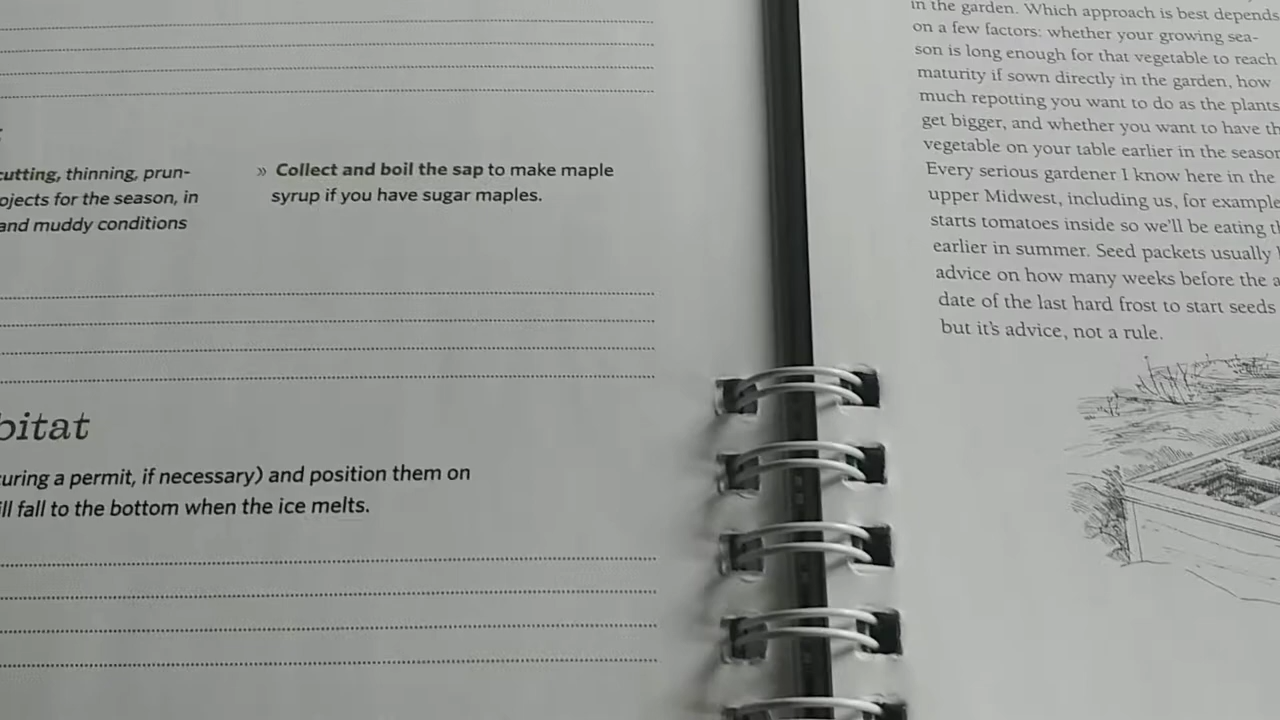 cutting, thinning, prun-
ojects for the season, in
and muddy conditions
» Collect and boil the sap to make maple
syrup if you have sugar maples.
bitat
uring a permit, if necessary) and position them on
ill fall to the bottom when the ice melts.
in the garden. Which approach is best depends
on a few factors: whether your growing sea-
son is long enough for that vegetable to reach
maturity if sown directly in the garden, how
much repotting you want to do as the plants
get bigger, and whether you want to have th
vegetable on your table earlier in the season
Every serious gardener I know here in the
upper Midwest, including us, for example
starts tomatoes inside so we'll be eating th
earlier in summer. Seed packets usually
advice on how many weeks before the a
date of the last hard frost to start seeds
but it's advice, not a rule.